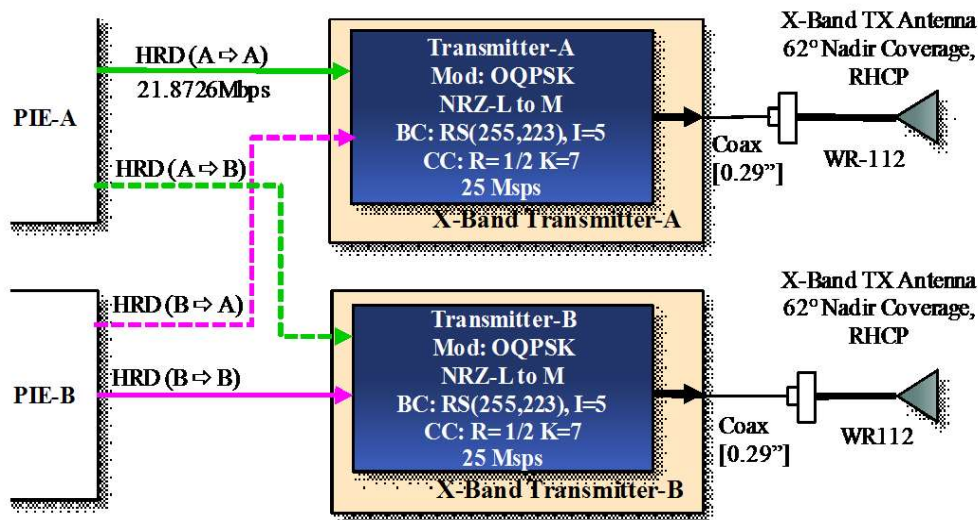 X-Band TX Antenna
62° Nadir Coverage,
RHCP
HRD (A ⇨ A)
21.8726Mbps
PIE-A
HRD (A ⇨ B)
Transmitter-A
Mod: OQPSK
NRZ-L to M
BC: RS(255,223), I=5
CC: R= 1/2 K=7
25 Msps
X-Band Transmitter-A
Coax
[0.29”]
WR-112
X-Band TX Antenna
62° Nadir Coverage,
RHCP
HRD (B ⇨ A)
PIE-B
HRD (B ⇨ B)
Transmitter-B
Mod: OQPSK
NRZ-L to M
BC: RS(255,223), I=5
CC: R= 1/2 K=7
25 Msps
X-Band Transmitter-B
Coax
[0.29”]
WR112